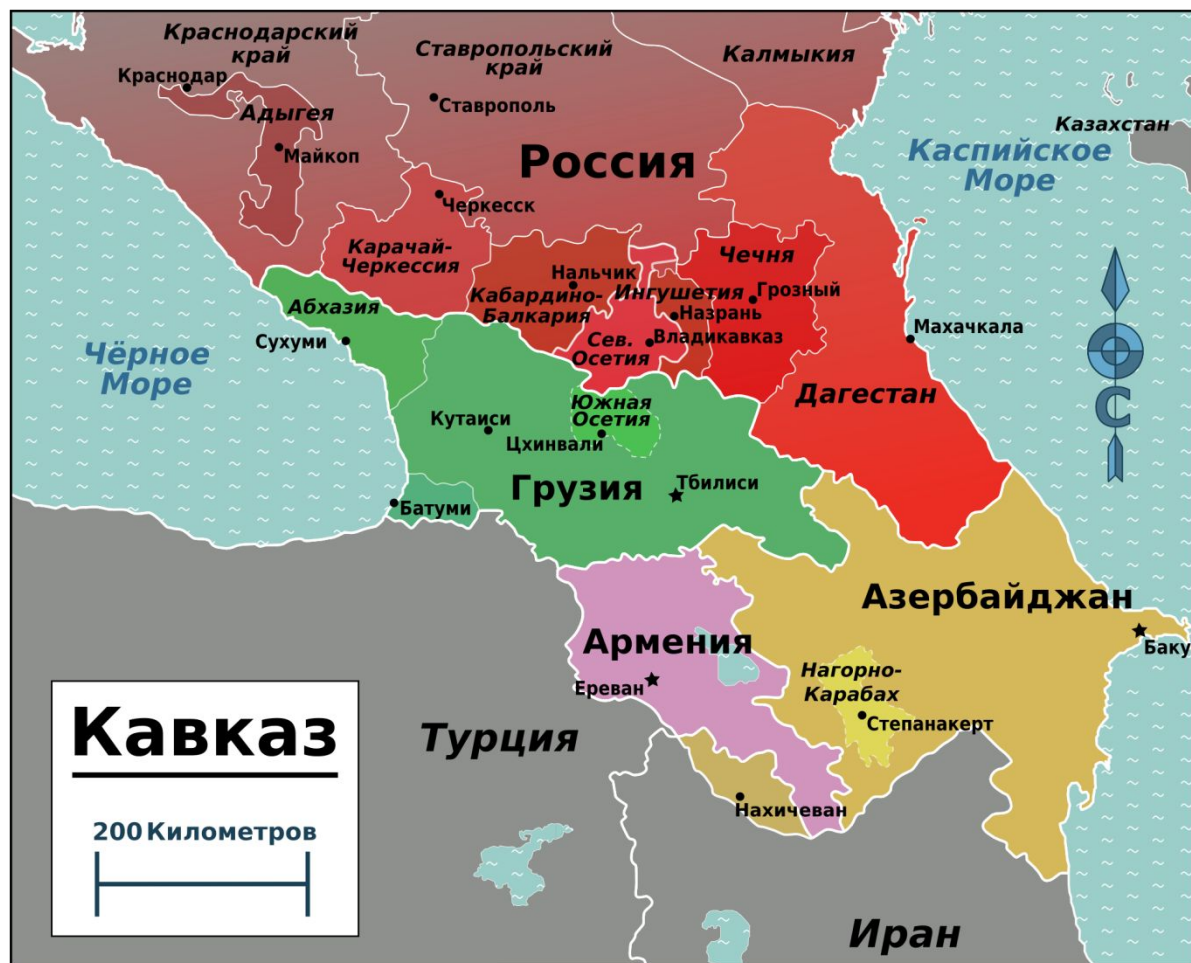 Краснодарский
край
Краснодар
Адыгея
Майкоп
Ставропольский
край
Ставрополь
Калмыкия
Казахстан
Каспийское
Море
Россия
Черкесск
Карачай-
Черкессия
Нальчик
Кабардино-
Балкария
Ингушетия
Назрань
Чечня
Грозный
Сев.
Осетия
Владикавказ
Махачкала
Дагестан
С
Абхазия
Сухуми
Чёрное
Море
Южная
Осетия
Кутаиси
Цхинвали
Грузия
Тбилиси
Батуми
Азербайджан
Баку
Армения
Ереван
Нагорно-
Карабах
Степанакерт
Нахичеван
Турция
Иран
Кавказ
200 Километров